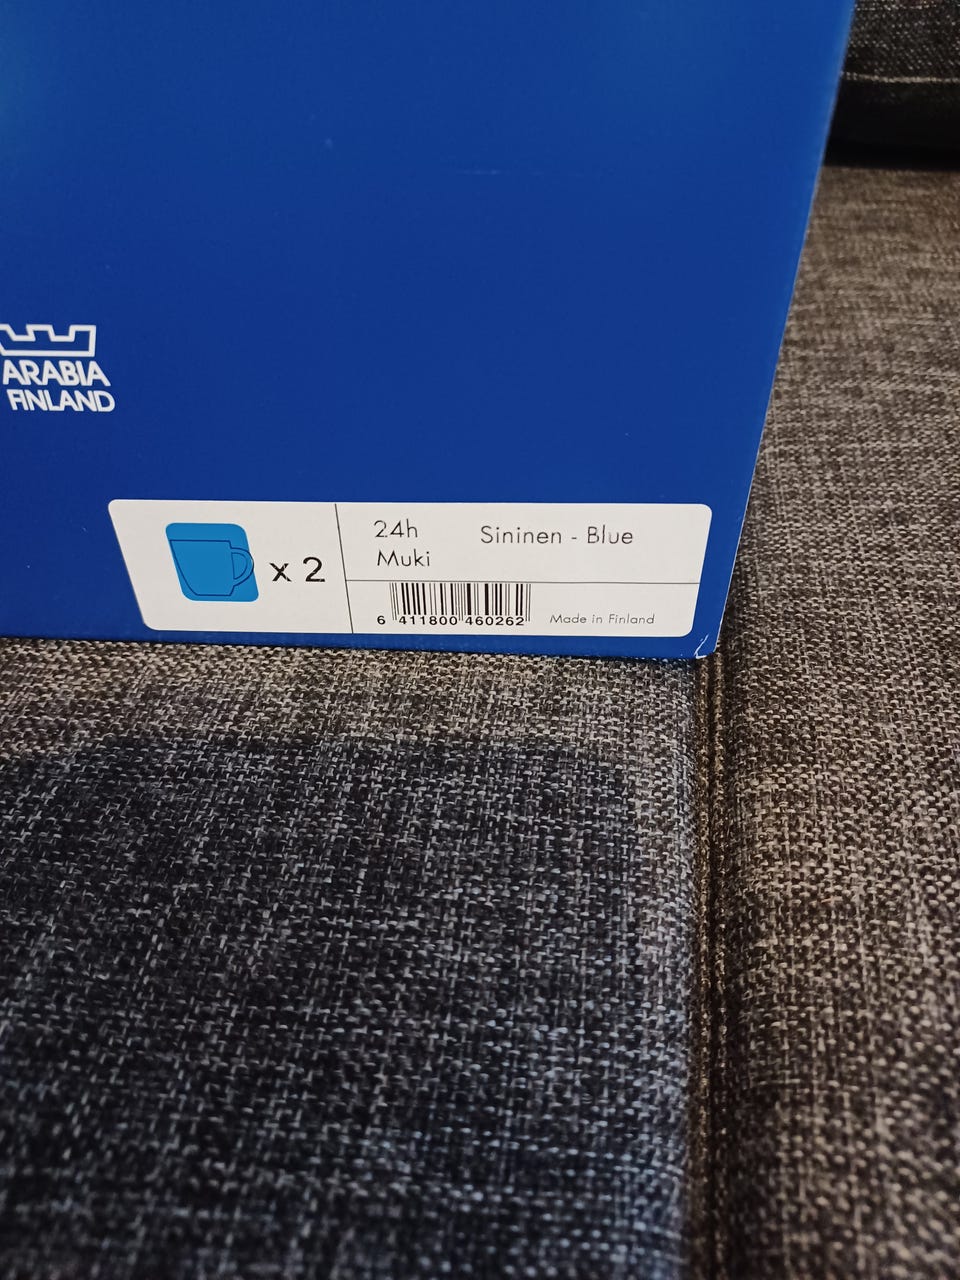 ARABIA
FINLAND
x 2
24h Sininen - Blue
Muki
6 411800 460262
Made in Finland